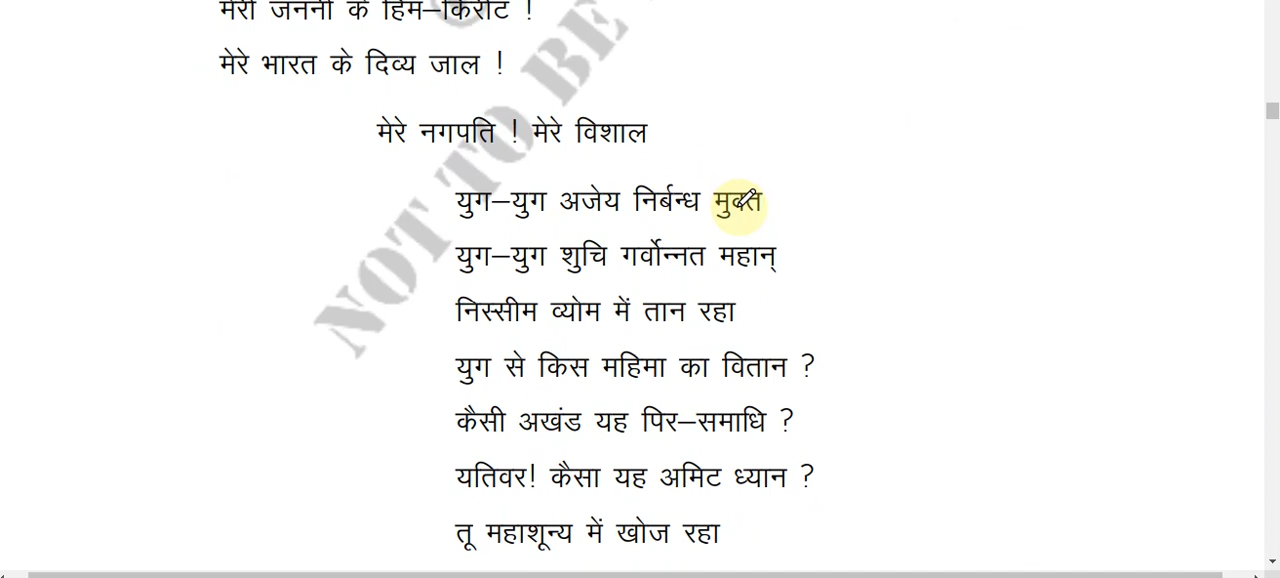 मेरी जननी के हिम–किरीट !
मेरे भारत के दिव्य जाल !
मेरे नगपति ! मेरे विशाल
युग–युग अजेय निर्बन्ध मुक्त
युग–युग शुचि गर्वोन्नत महान्
निस्सीम व्योम में तान रहा
युग से किस महिमा का वितान ?
कैसी अखंड यह पिर–समाधि ?
यतिवर! कैसा यह अमिट ध्यान ?
तू महाशून्य में खोज रहा
NOT TO BE